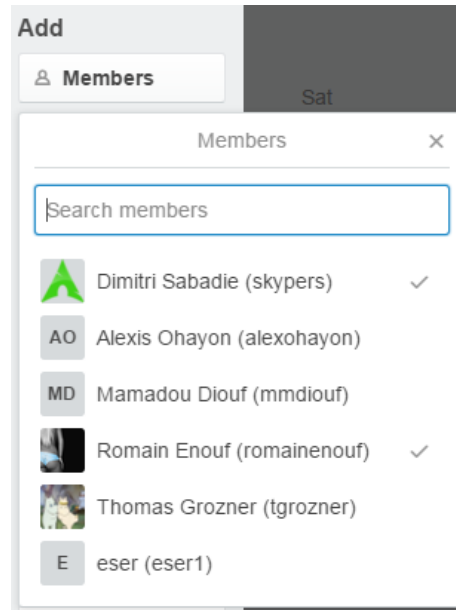 Add
Members
Sat
Members
Search members
Dimitri Sabadie (skypers)
AO Alexis Ohayon (alexohayon)
MD Mamadou Diouf (mmdiouf)
Romain Enouf (romainenouf)
Thomas Grozner (tgrozner)
E eser (eser1)